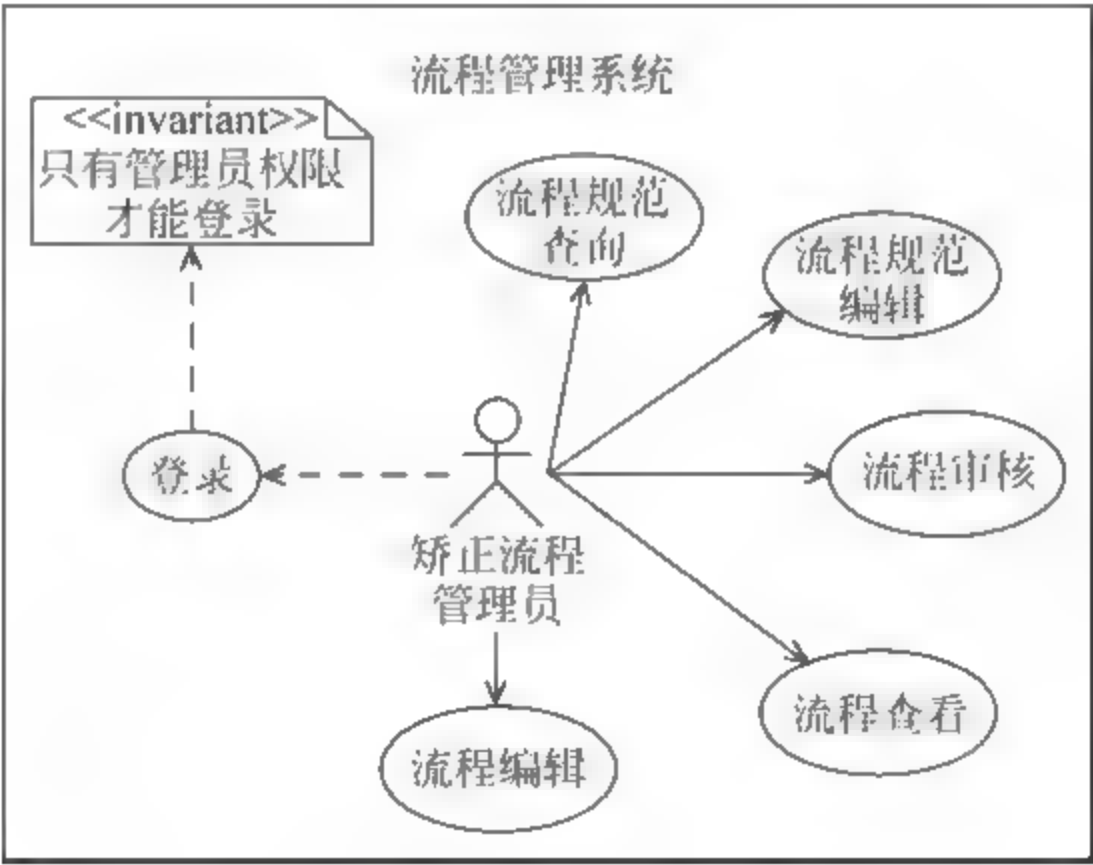 流程管理系统
<<invariant>>
只有管理员权限
才能登录
流程规范
查询
流程规范
编辑
登录
流程审核
矫正流程
管理员
流程查看
流程编辑